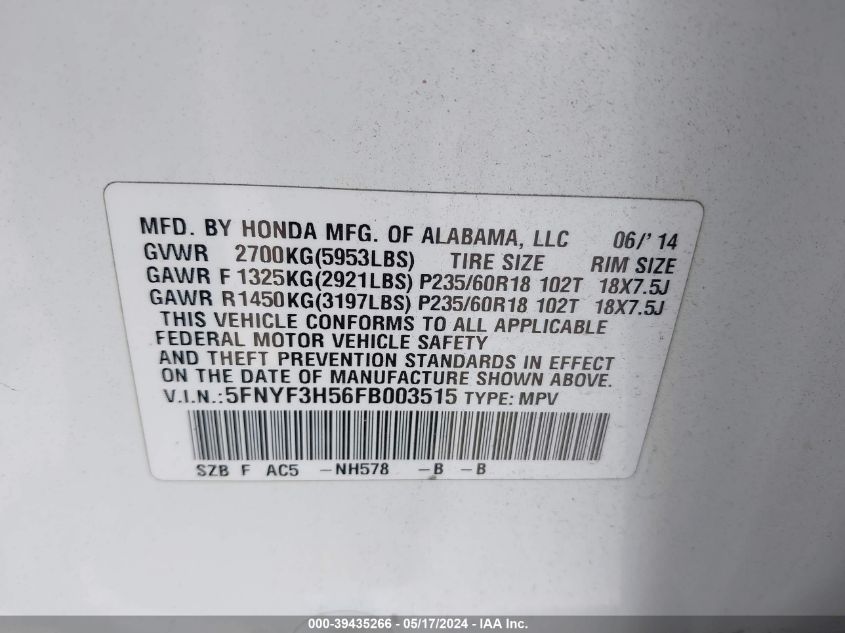 MFD. BY HONDA MFG. OF ALABAMA, LLC 06/' 14
GVWR 2700KG(5953LBS) TIRE SIZE RIM SIZE
GAWR F 1325KG(2921LBS) P235/60R18 102T 18X7.5J
GAWR R 1450KG(3197LBS) P235/60R18 102T 18X7.5J
THIS VEHICLE CONFORMS TO ALL APPLICABLE
FEDERAL MOTOR VEHICLE SAFETY
AND THEFT PREVENTION STANDARDS IN EFFECT
ON THE DATE OF MANUFACTURE SHOWN ABOVE.
V.I.N.:5FNYF3H56FB003515 TYPE: MPV
SZB F AC5 -NH578 -B -B
000-39435266 - 05/17/2024 - IAA Inc.